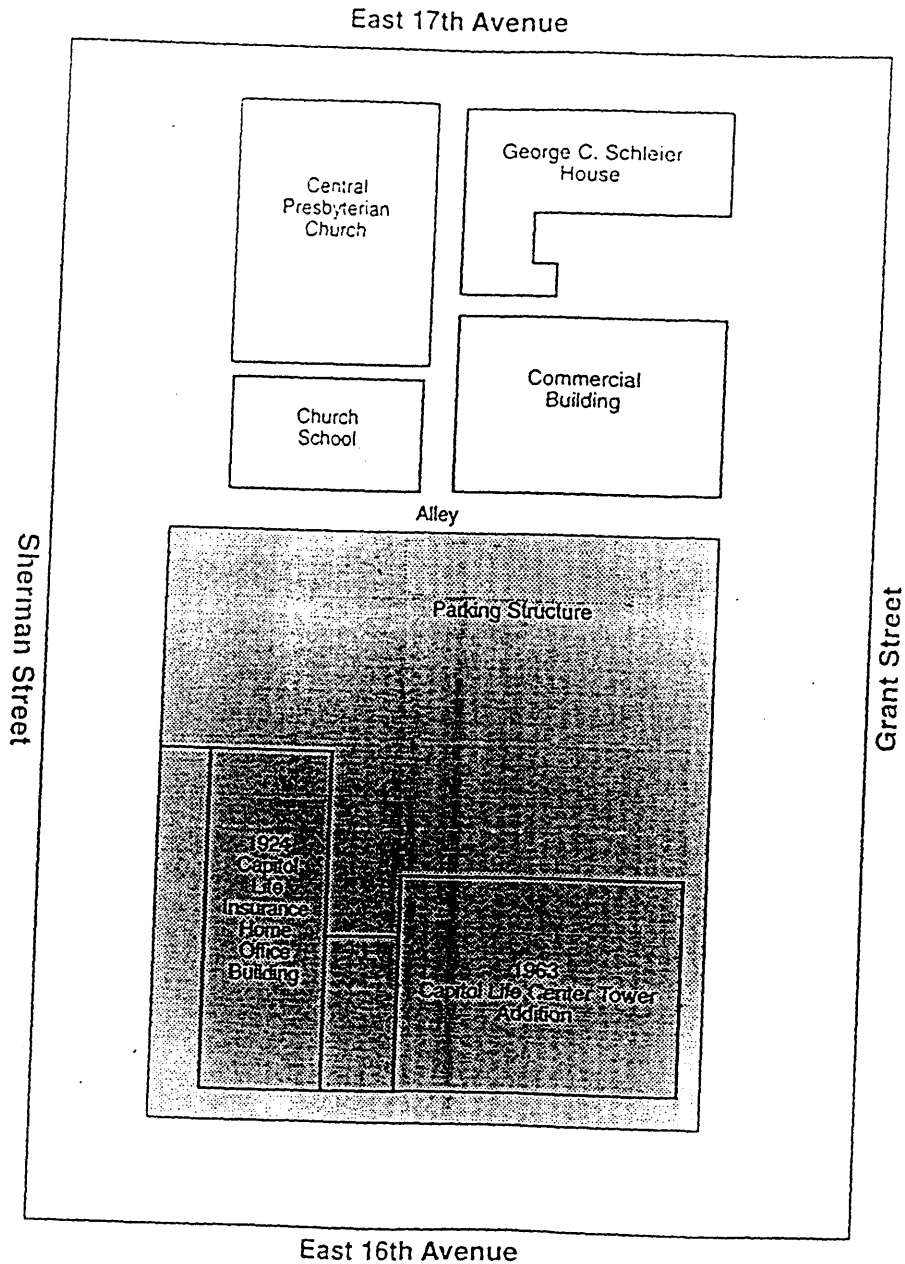 East 17th Avenue
Central
Presbyterian
Church
George C. Schleier
House
Church
School
Commercial
Building
Alley
Sherman Street
Parking Structure
Grant Street
1924
Capitol
Life
Insurance
Home
Office
Building
1963
Capitol Life Center Tower
Addition
East 16th Avenue